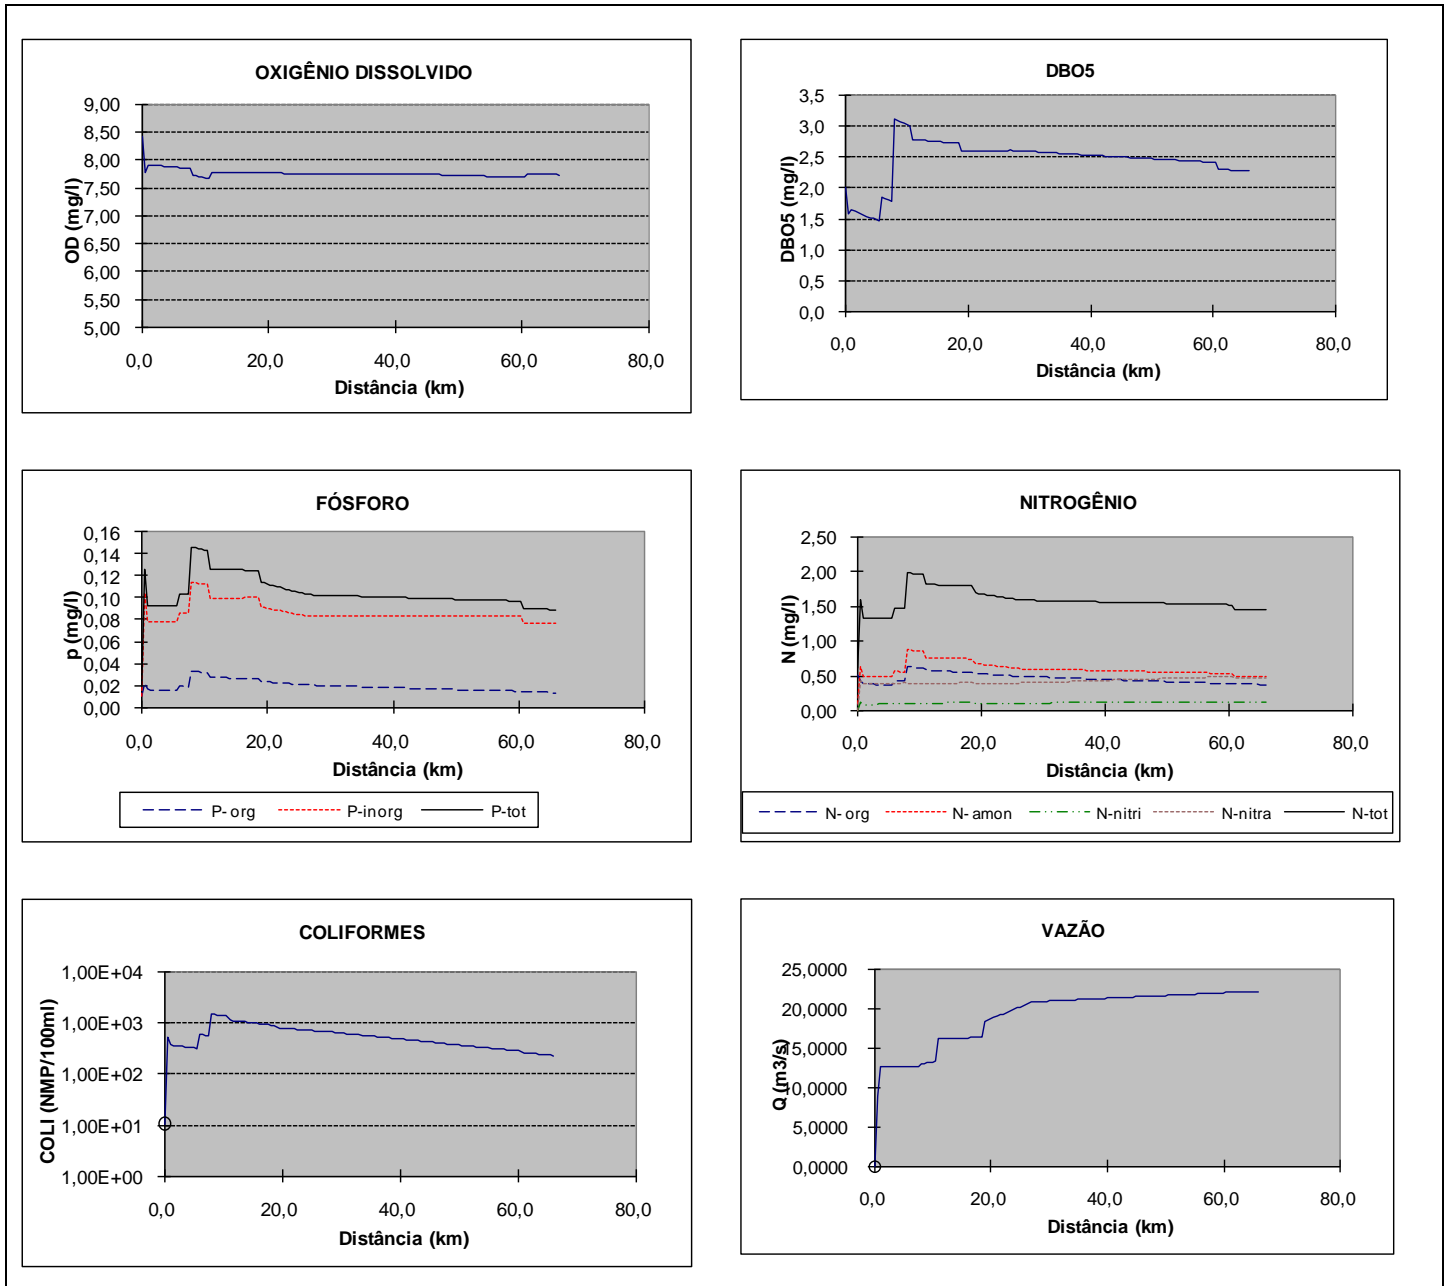 OXIGÊNIO DISSOLVIDO
OD (mg/l)
9,00
8,50
8,00
7,50
7,00
6,50
6,00
5,50
5,00
0,0 20,0 40,0 60,0 80,0
Distância (km)
DBO5
DBO5 (mg/l)
3,5
3,0
2,5
2,0
1,5
1,0
0,5
0,0
0,0 20,0 40,0 60,0 80,0
Distância (km)
FÓSFORO
p (mg/l)
0,16
0,14
0,12
0,10
0,08
0,06
0,04
0,02
0,00
0,0 20,0 40,0 60,0 80,0
Distância (km)
P-org P-inorg P-tot
NITROGÊNIO
N (mg/l)
2,50
2,00
1,50
1,00
0,50
0,00
0,0 20,0 40,0 60,0 80,0
Distância (km)
N-org N-amon N-nitri N-nitra N-tot
COLIFORMES
COLI (NMP/100ml)
1,00E+04
1,00E+03
1,00E+02
1,00E+01
1,00E+00
0,0 20,0 40,0 60,0 80,0
Distância (km)
VAZÃO
Q (m3/s)
25,0000
20,0000
15,0000
10,0000
5,0000
0,0000
0,0 20,0 40,0 60,0 80,0
Distância (km)